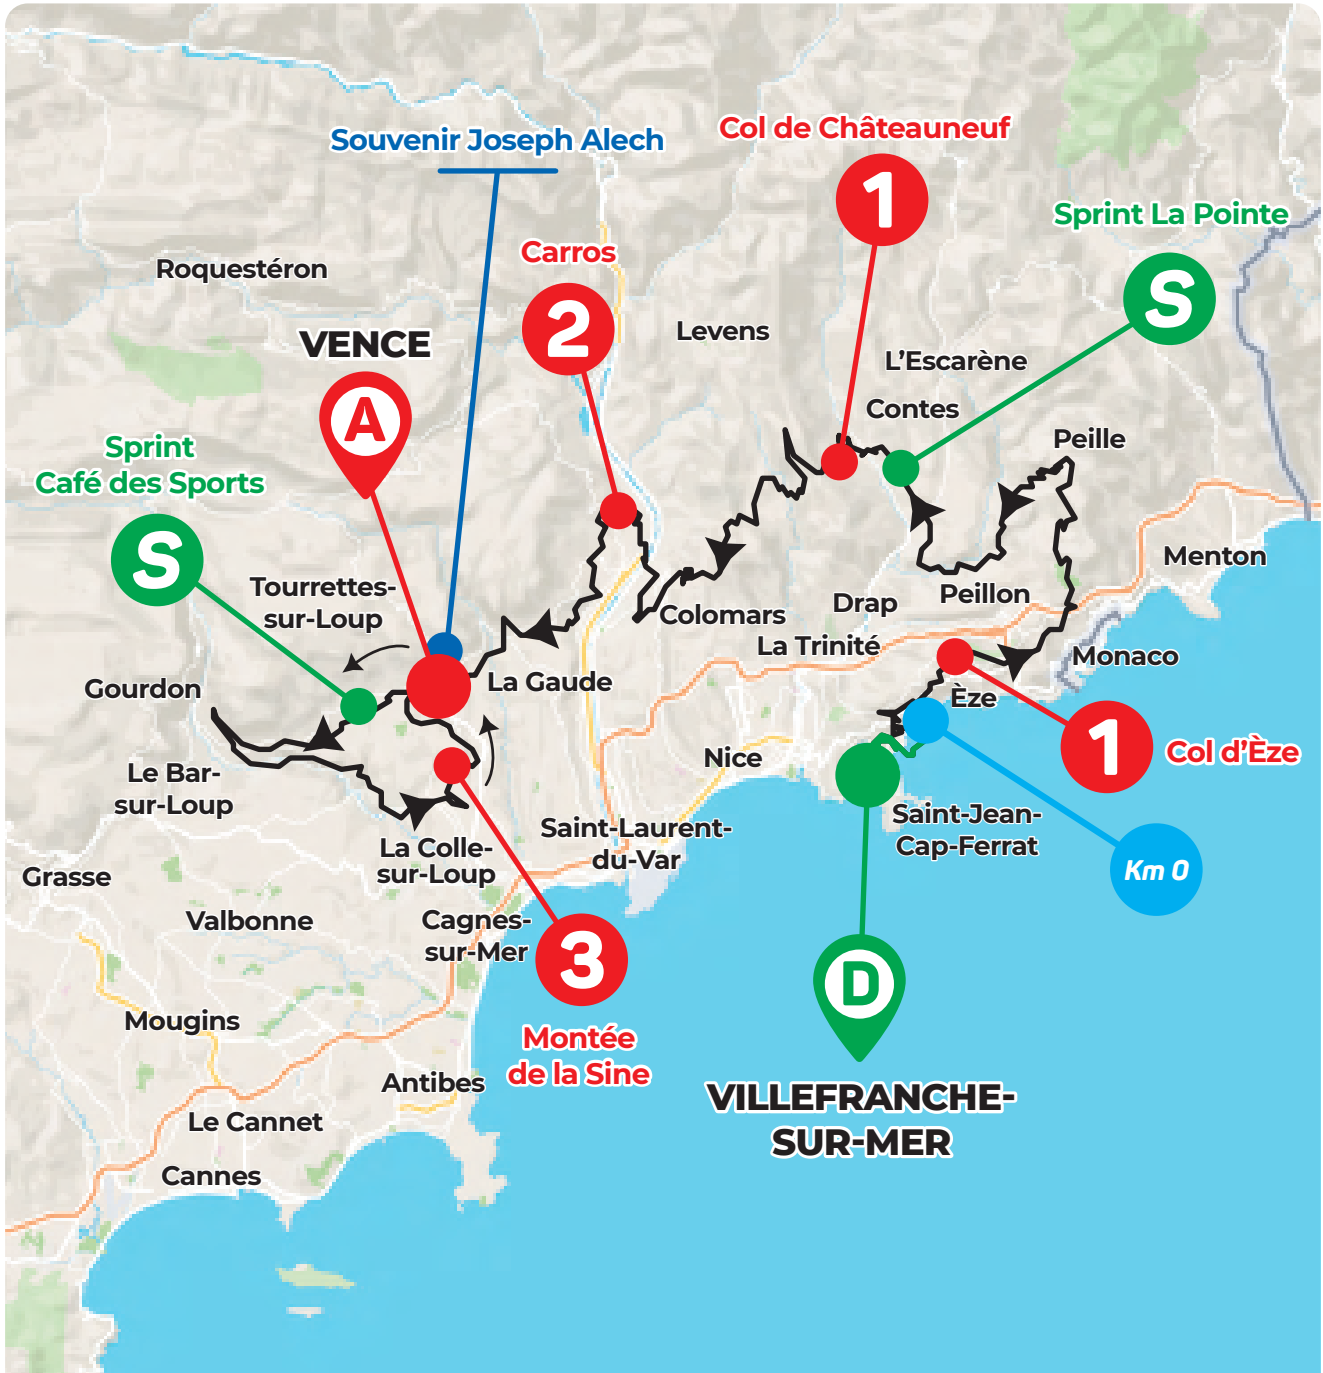 Souvenir Joseph Alech
Col de Châteauneuf
1
Sprint La Pointe
S
Carros
2
Roquestéron
Levens
VENCE
A
L'Escarène
Contes
Peille
Sprint
Café des Sports
S
Menton
Tourrettes-
sur-Loup
Colomars
Drap
Peillon
La Trinité
Monaco
La Gaude
Gourdon
Èze
1
Col d'Èze
Nice
Le Bar-
sur-Loup
Saint-Jean-
Cap-Ferrat
Saint-Laurent-
du-Var
La Colle-
sur-Loup
Km 0
Grasse
Valbonne
Cagnes-
sur-Mer
3
Montée
de la Sine
D
VILLEFRANCHE-
SUR-MER
Mougins
Antibes
Le Cannet
Cannes